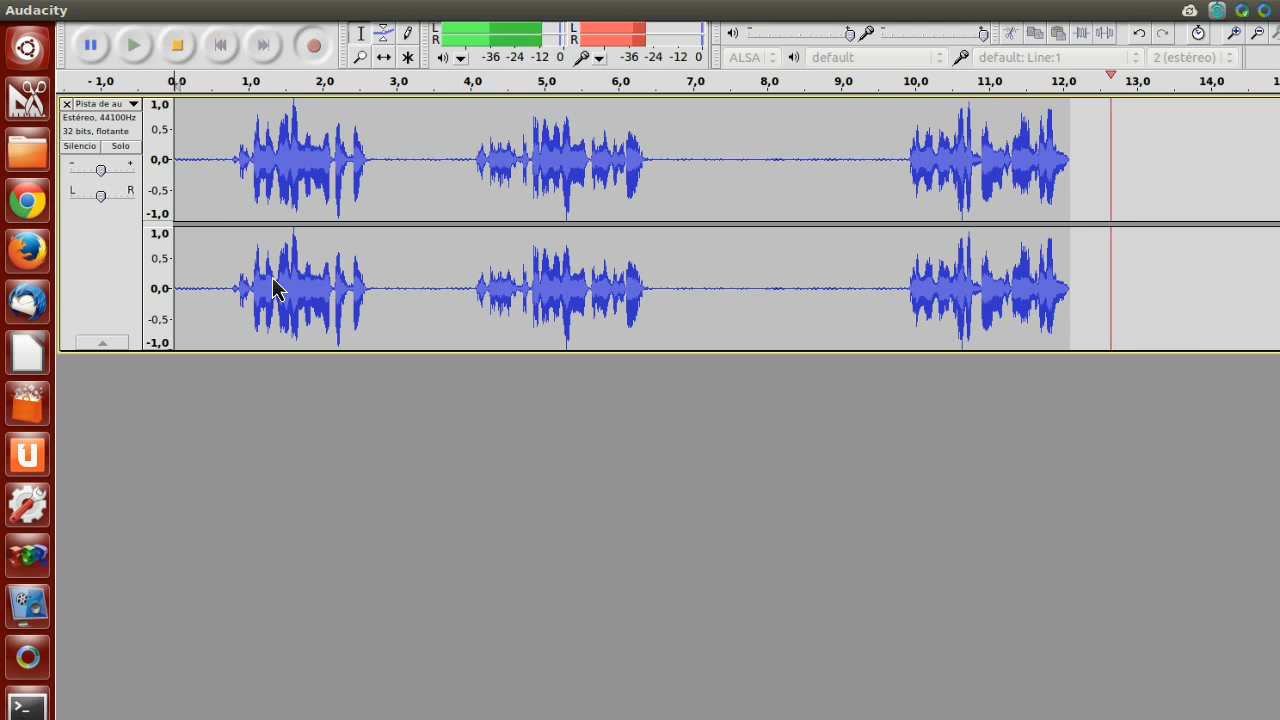 Audacity
L
R
-36 -24 -12 0
L
R
-36 -24 -12 0
ALSA
default
default: Line:1
2 (estéreo)
- 1,0 0,0 1,0 2,0 3,0 4,0 5,0 6,0 7,0 8,0 9,0 10,0 11,0 12,0 13,0 14,0
Pista de au
Estéreo, 44100Hz
32 bits, flotante
Silencio Solo
- +
L R
1,0
0,5-
0,0-
-0,5-
-1,0
1,0
0,5-
0,0-
-0,5-
-1,0
U
>_